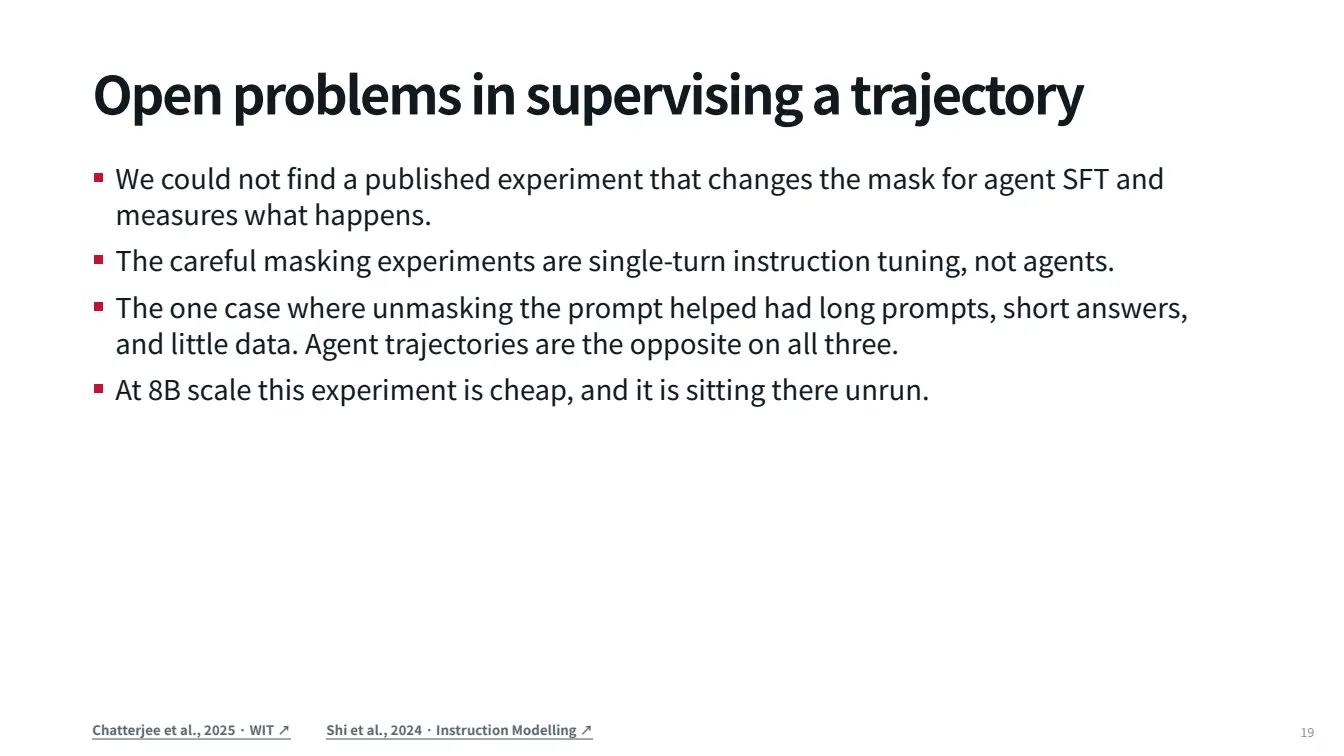 Open problems in supervising a trajectory
We could not find a published experiment that changes the mask for agent SFT and
measures what happens.
The careful masking experiments are single-turn instruction tuning, not agents.
The one case where unmasking the prompt helped had long prompts, short answers,
and little data. Agent trajectories are the opposite on all three.
At 8B scale this experiment is cheap, and it is sitting there unrun.
Chatterjee et al., 2025 · WIT ↗ Shi et al., 2024 · Instruction Modelling ↗
19